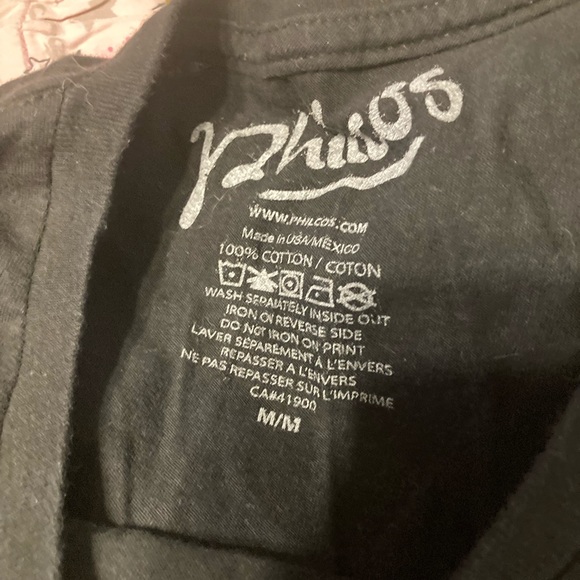 Philcos
WWW.PHILCOS.COM
Made in USA/MEXICO
100% COTTON / COTON
WASH SEPARATELY INSIDE OUT
IRON ON REVERSE SIDE
DO NOT IRON ON PRINT
LAVER SÉPARÉMENT À L'ENVERS
REPASSER A L'ENVERS
NE PAS REPASSER SUR L'IMPRIME
CA#41900
M/M